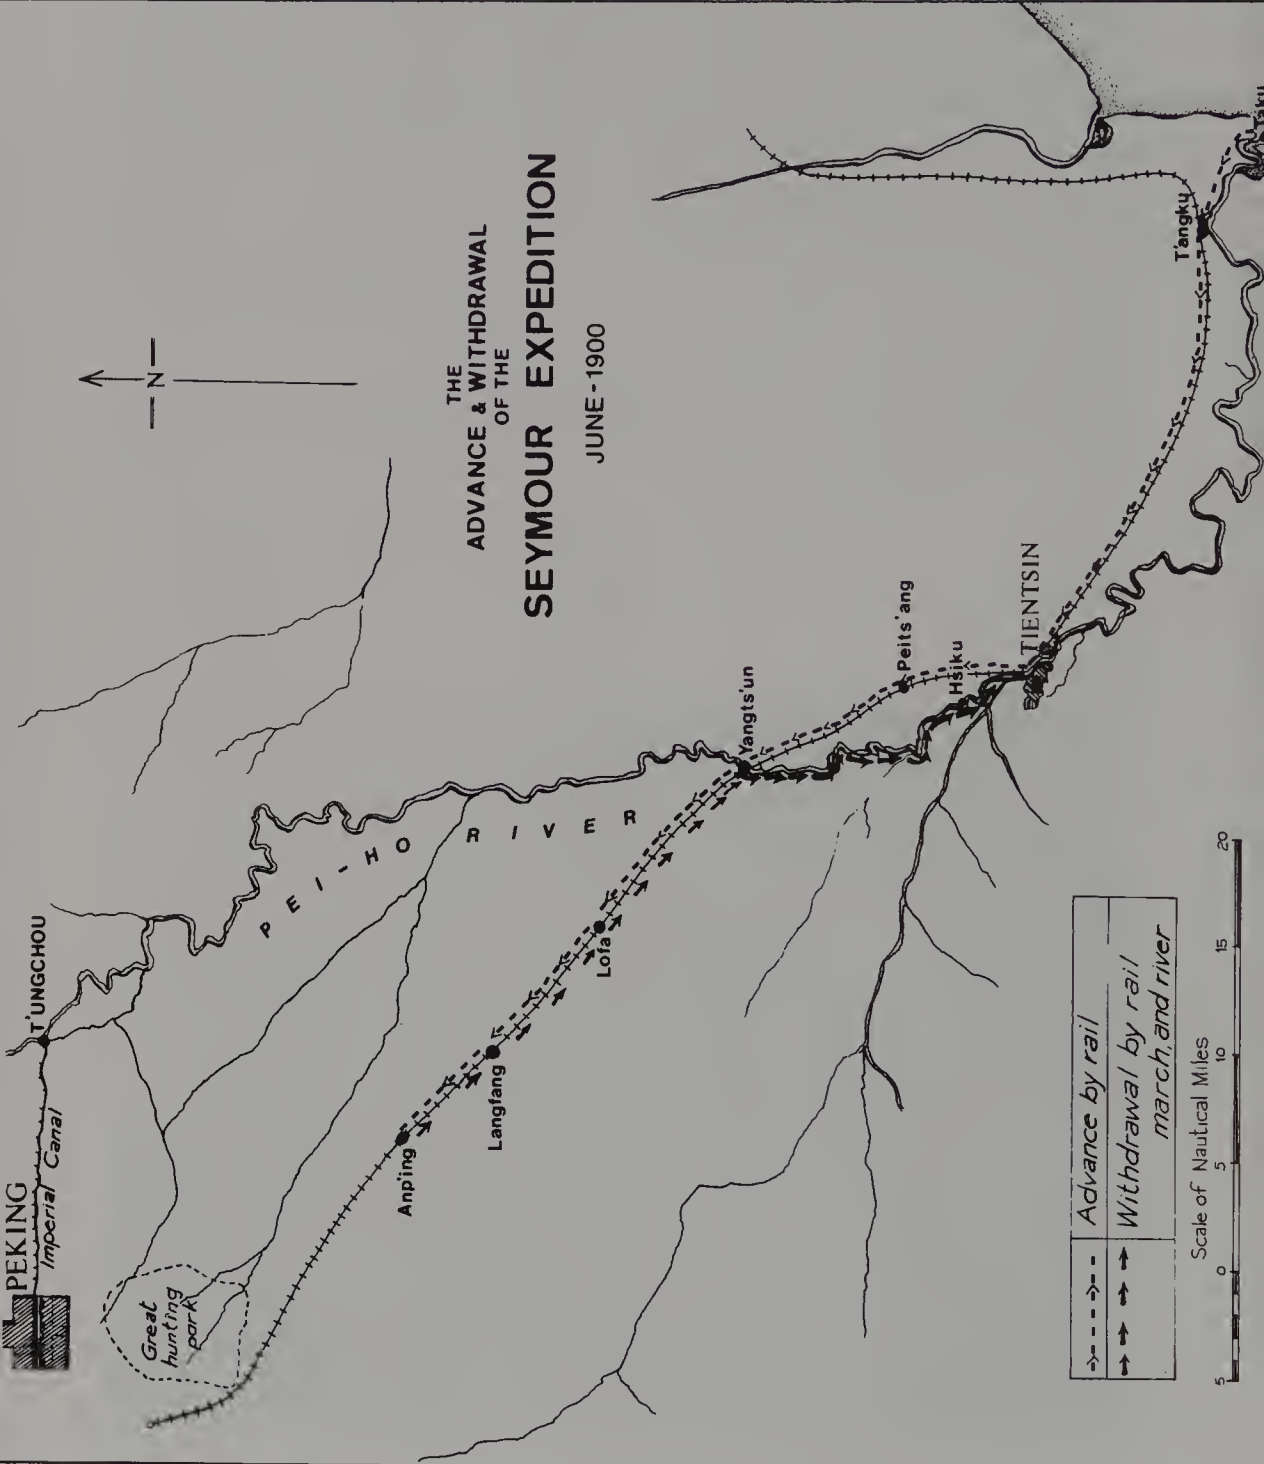 THE
ADVANCE & WITHDRAWAL
OF THE
SEYMOUR EXPEDITION
JUNE-1900
N
PEKING
Imperial Canal
T'UNGCHOU
Great
hunting
park
PEI-HO RIVER
Anp'ing
Langfang
Lofa
Yangts'un
Peits'ang
Hsiku
TIENTSIN
T'angku
Taku
Advance by rail
Withdrawal by rail
march, and river
Scale of Nautical Miles
5 0 5 10 15 20